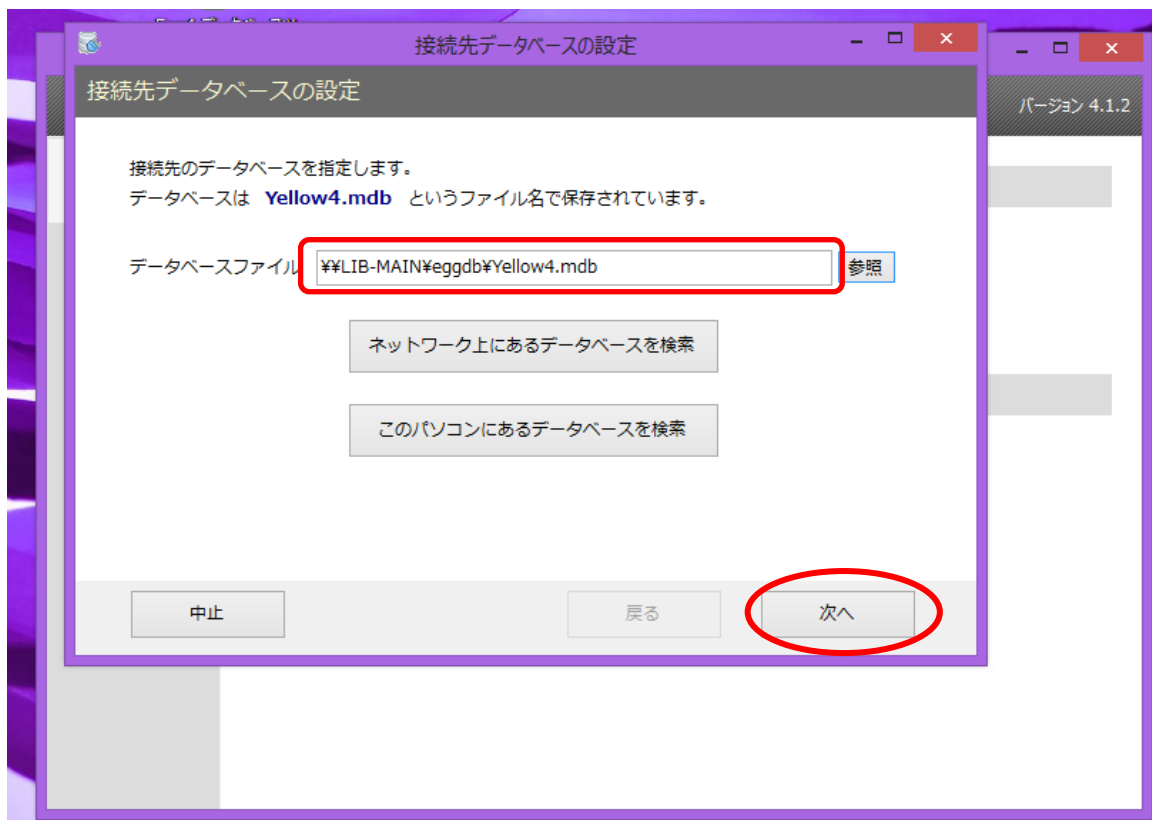 接続先データベースの設定
接続先データベースの設定
バージョン 4.1.2
接続先のデータベースを指定します。
データベースは Yellow4.mdb というファイル名で保存されています。
データベースファイル ¥¥LIB-MAIN¥eggdb¥Yellow4.mdb 参照
ネットワーク上にあるデータベースを検索
このパソコンにあるデータベースを検索
中止 戻る 次へ